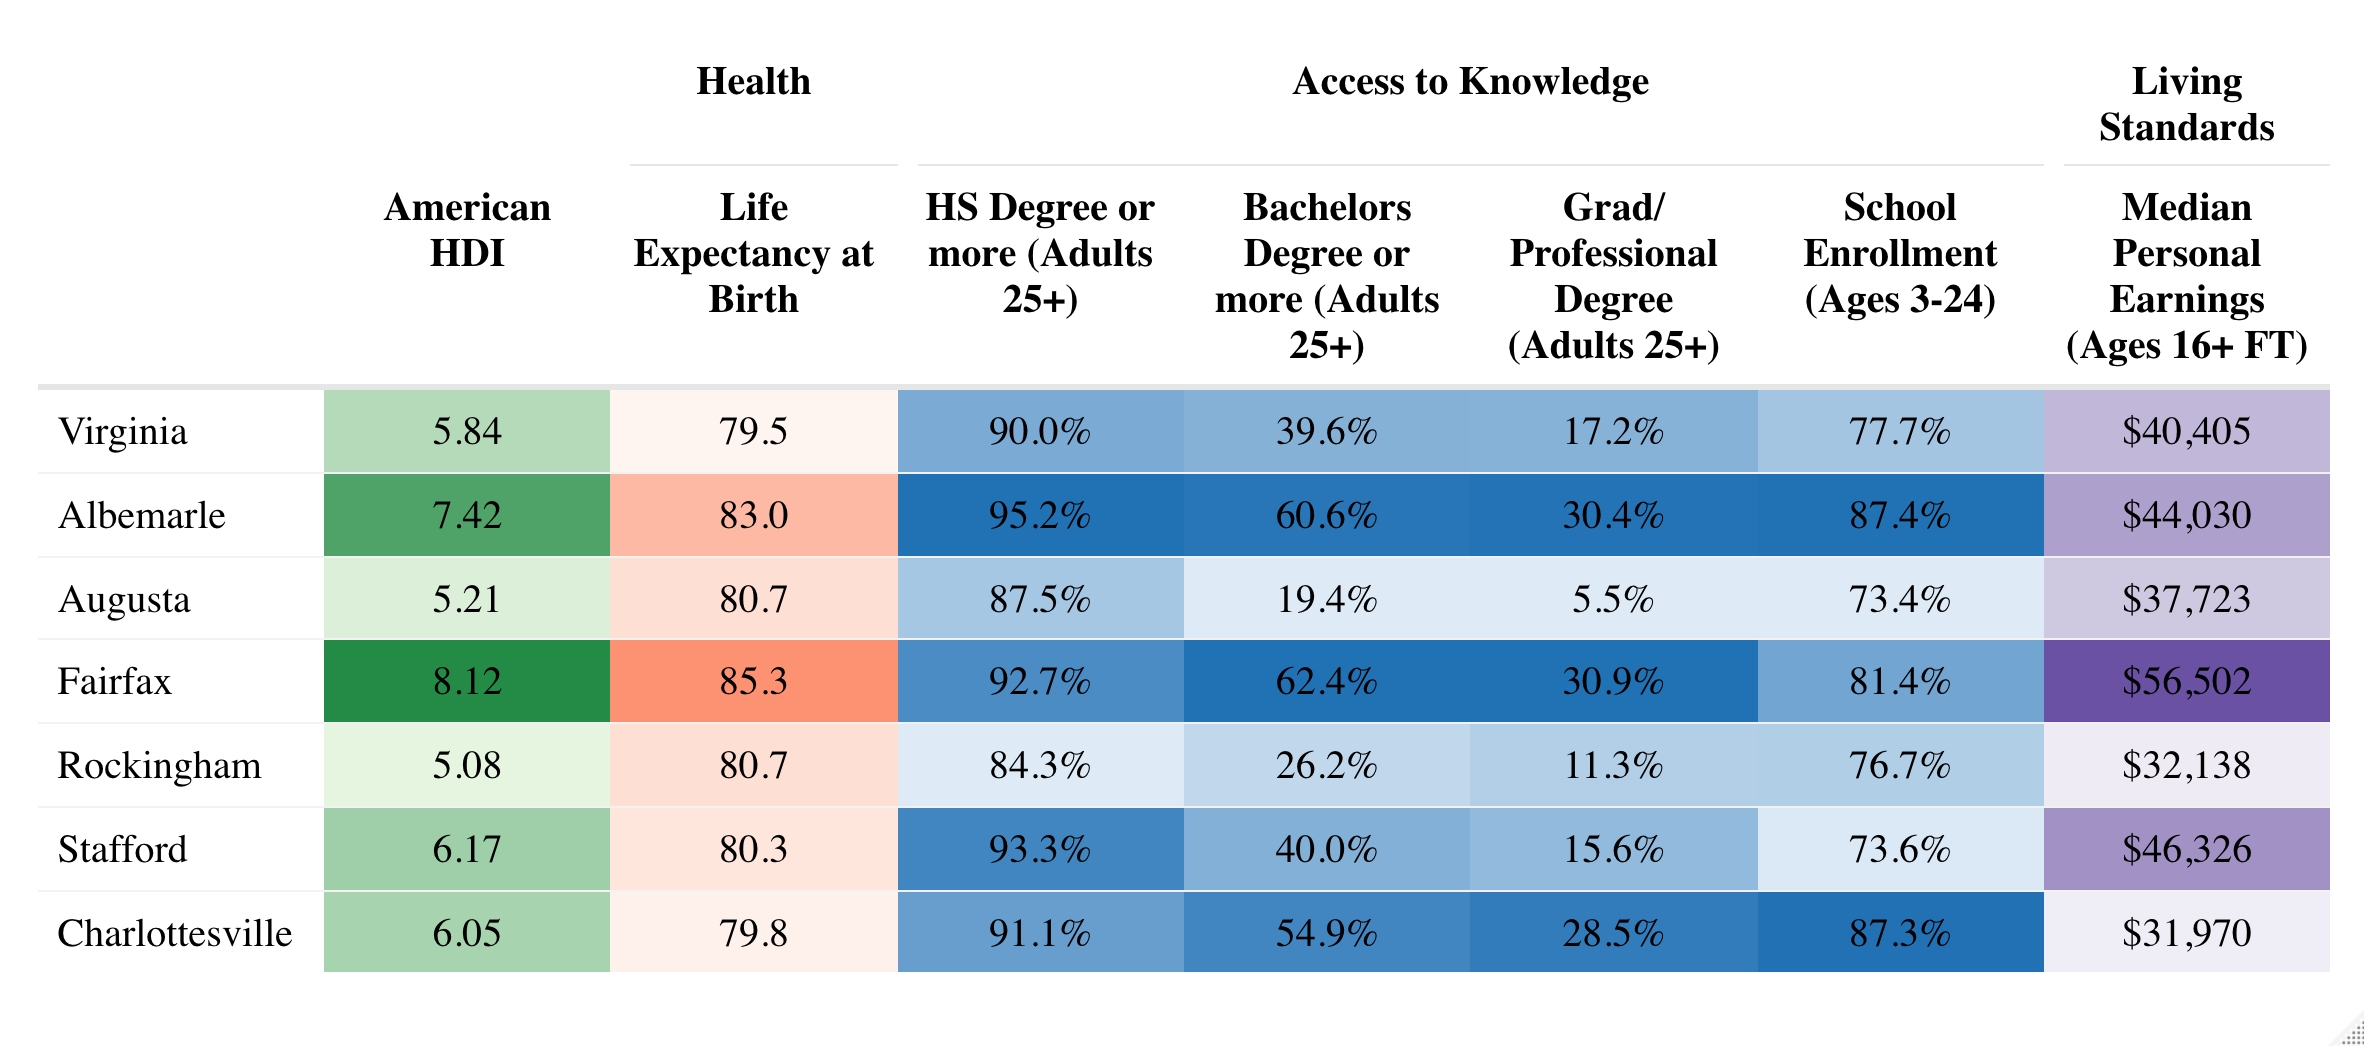 Health Access to Knowledge Living
Standards
American
HDI
Life
Expectancy at
Birth
HS Degree or
more (Adults
25+)
Bachelors
Degree or
more (Adults
25+)
Grad/
Professional
Degree
(Adults 25+)
School
Enrollment
(Ages 3-24)
Median
Personal
Earnings
(Ages 16+ FT)
Virginia 5.84 79.5 90.0% 39.6% 17.2% 77.7% $40,405
Albemarle 7.42 83.0 95.2% 60.6% 30.4% 87.4% $44,030
Augusta 5.21 80.7 87.5% 19.4% 5.5% 73.4% $37,723
Fairfax 8.12 85.3 92.7% 62.4% 30.9% 81.4% $56,502
Rockingham 5.08 80.7 84.3% 26.2% 11.3% 76.7% $32,138
Stafford 6.17 80.3 93.3% 40.0% 15.6% 73.6% $46,326
Charlottesville 6.05 79.8 91.1% 54.9% 28.5% 87.3% $31,970